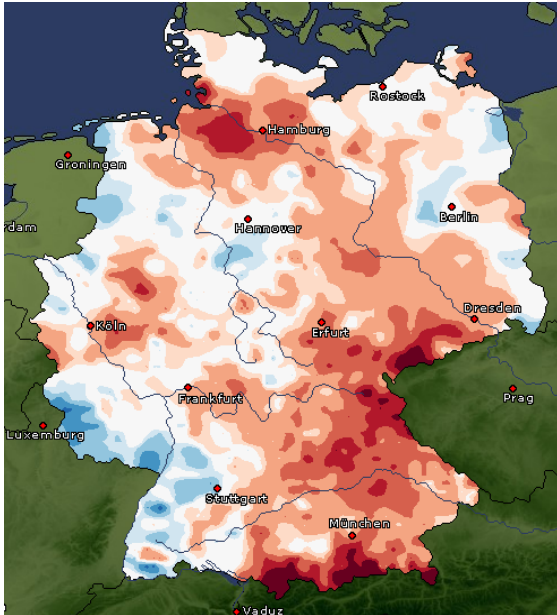 Rostock
Hamburg
Groningen
Berlin
Hannover
rdam
Dresden
Köln
Erfurt
Frankfurt
Prag
Luxemburg
Stuttgart
München
Vaduz